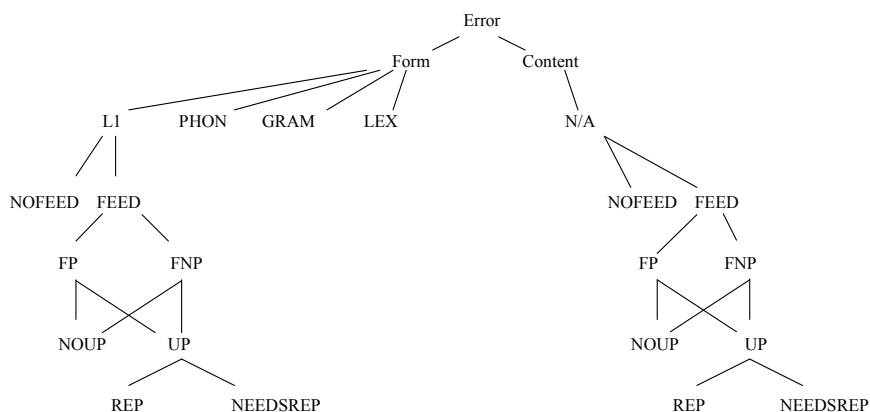 Error
Form Content
L1 PHON GRAM LEX N/A
NOFEED FEED NOFEED FEED
FP FNP FP FNP
NOUP UP NOUP UP
REP NEEDSREP REP NEEDSREP